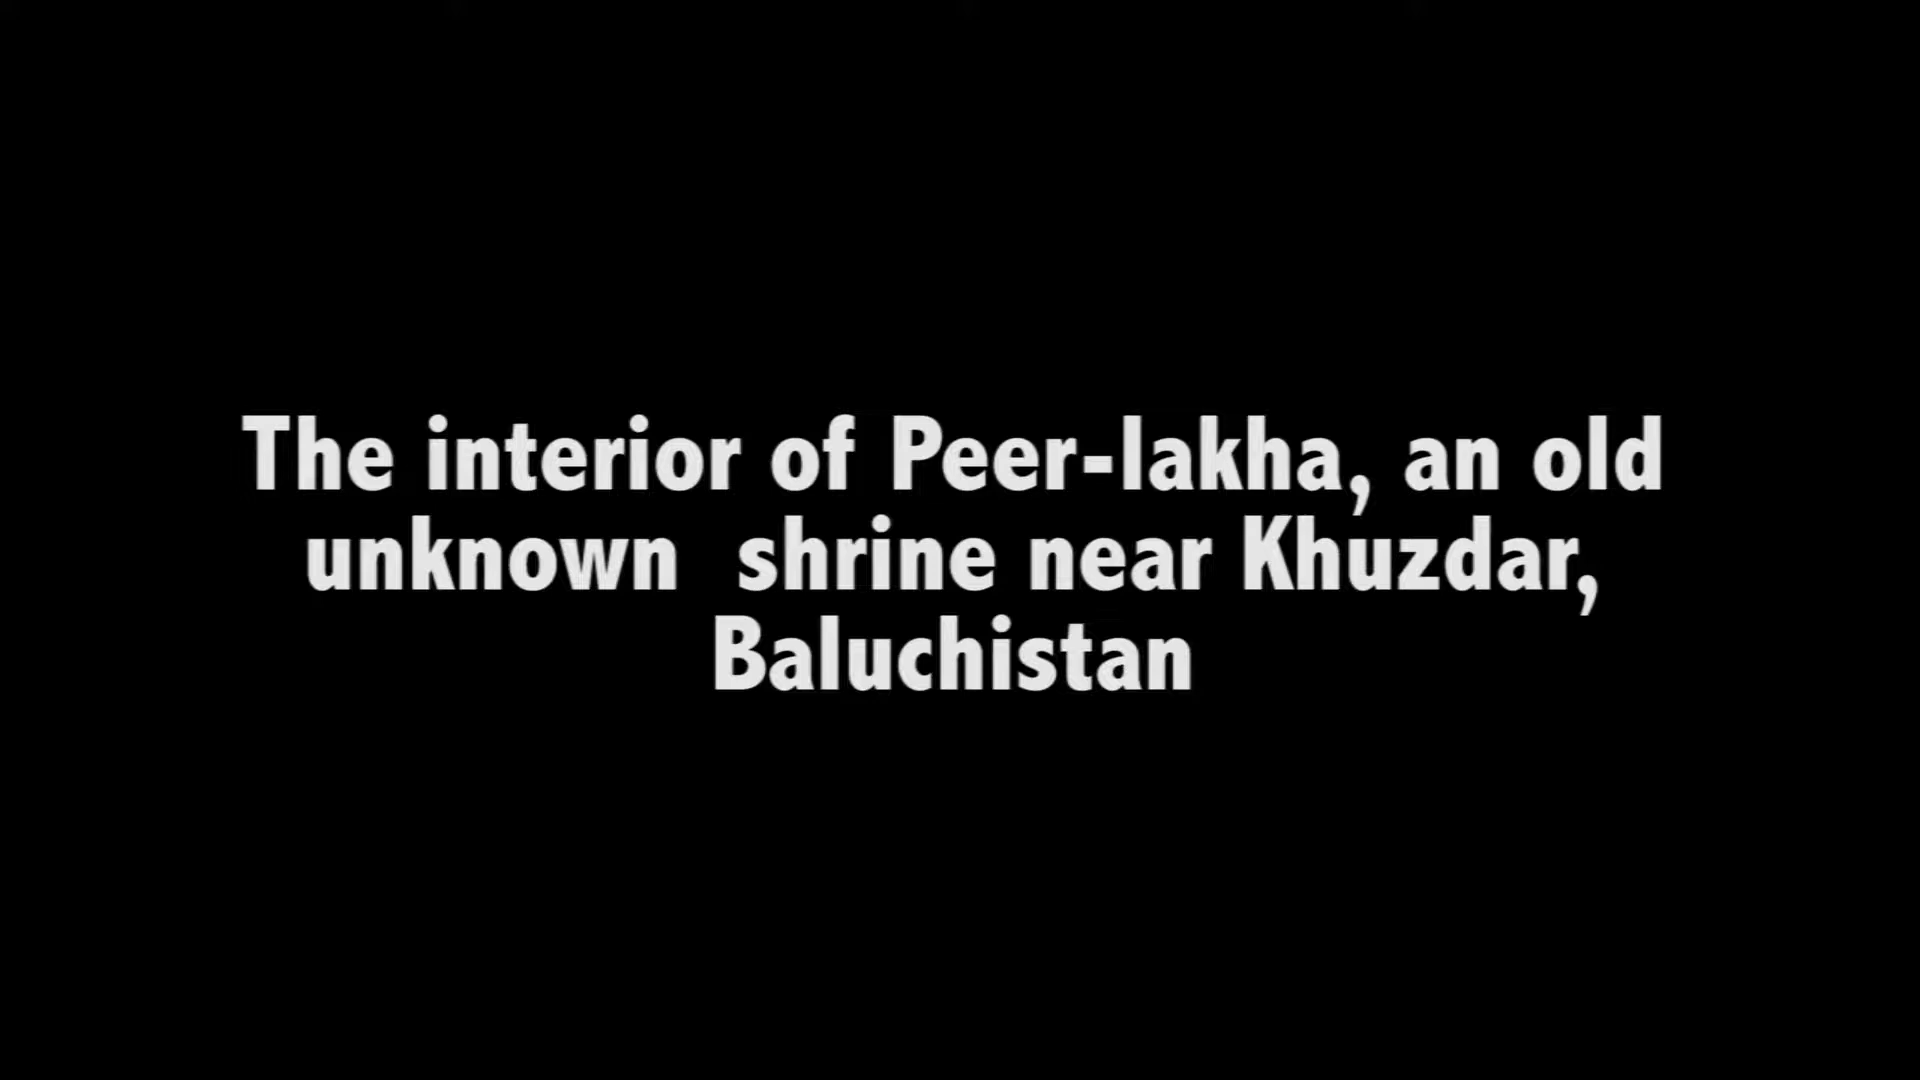 The interior of Peer-lakha, an old
unknown  shrine near Khuzdar,
Baluchistan